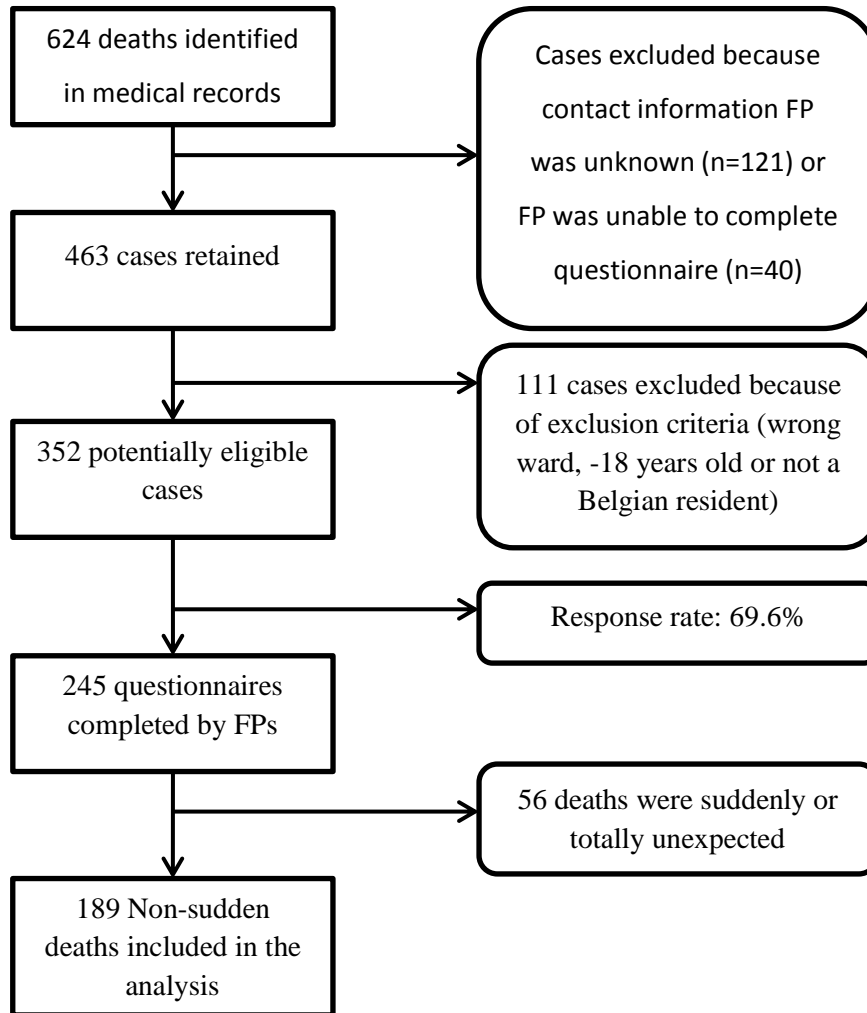 624 deaths identified
in medical records
Cases excluded because
contact information FP
was unknown (n=121) or
FP was unable to complete
questionnaire (n=40)
463 cases retained
111 cases excluded because
of exclusion criteria (wrong
ward, -18 years old or not a
Belgian resident)
352 potentially eligible
cases
Response rate: 69.6%
245 questionnaires
completed by FPs
56 deaths were suddenly or
totally unexpected
189 Non-sudden
deaths included in the
analysis